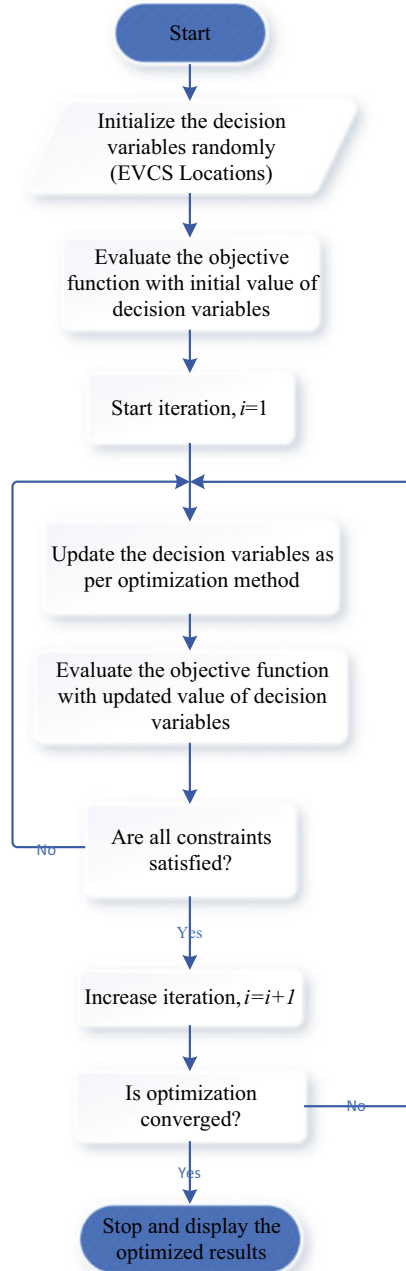 Start
Initialize the decision
variables randomly
(EVCS Locations)
Evaluate the objective
function with initial value of
decision variables
Start iteration, i=1
Update the decision variables as
per optimization method
Evaluate the objective function
with updated value of decision
variables
Are all constraints
satisfied?
No
Yes
Increase iteration, i=i+1
Is optimization
converged?
No
Yes
Stop and display the
optimized results